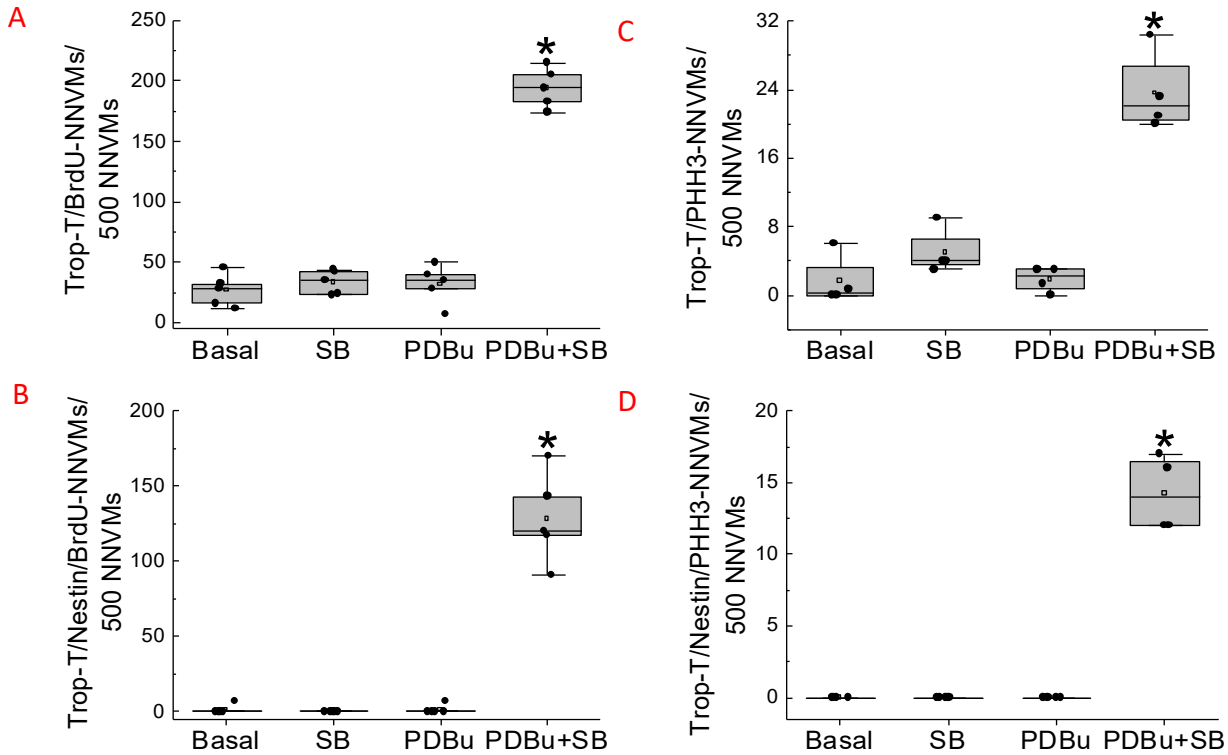 A
Trop-T/BrdU-NNVMs/
500 NNVMs
250
200
150
100
50
0
*
Basal SB PDBu PDBu+SB
C
Trop-T/PHH3-NNVMs/
500 NNVMs
32
24
16
8
0
*
Basal SB PDBu PDBu+SB
B
Trop-T/Nestin/BrdU-NNVMs/
500 NNVMs
200
150
100
50
0
*
Basal SB PDBu PDBu+SB
D
Trop-T/Nestin/PHH3-NNVMs/
500 NNVMs
20
15
10
5
0
*
Basal SB PDBu PDBu+SB